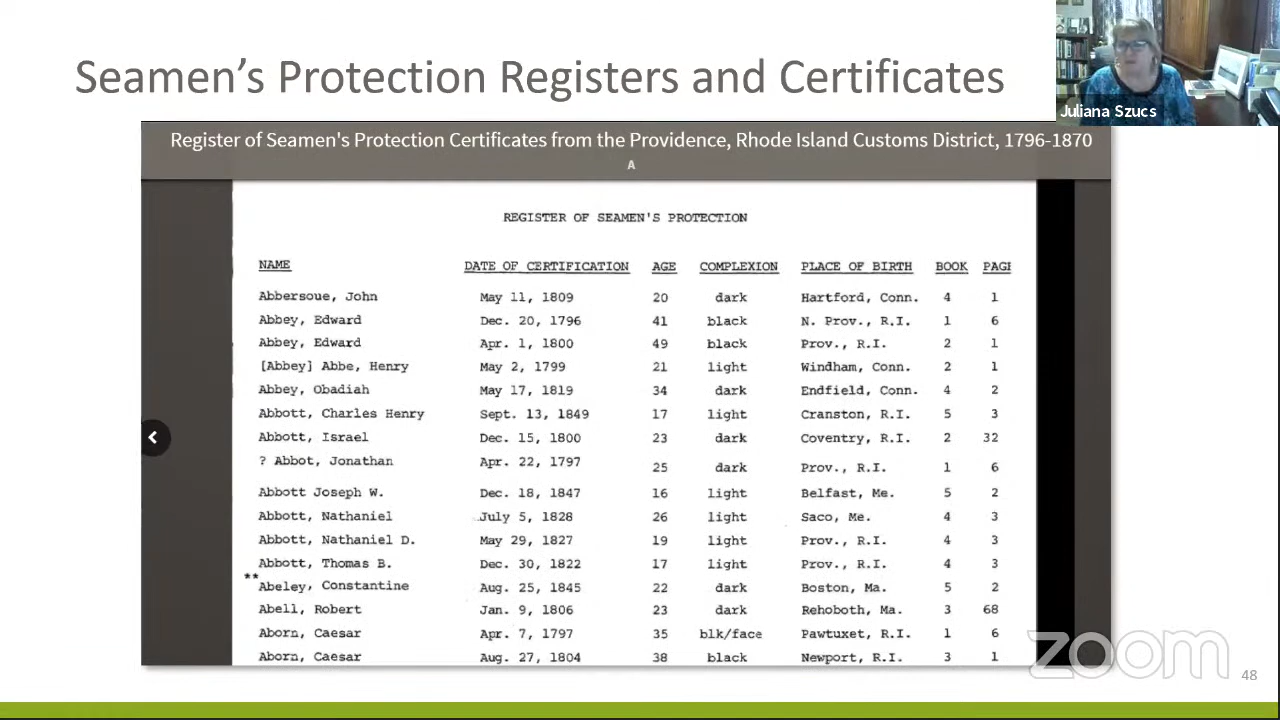 Seamen’s Protection Registers and Certificates
Juliana Szucs
Register of Seamen's Protection Certificates from the Providence, Rhode Island Customs District, 1796-1870
A
REGISTER OF SEAMEN'S PROTECTION
NAME DATE OF CERTIFICATION AGE COMPLEXION PLACE OF BIRTH BOOK PAGE
Abbersoue, John May 11, 1809 20 dark Hartford, Conn. 4 1
Abbey, Edward Dec. 20, 1796 41 black N. Prov., R.I. 1 6
Abbey, Edward Apr. 1, 1800 49 black Prov., R.I. 2 1
[Abbey] Abbe, Henry May 2, 1799 21 light Windham, Conn. 2 1
Abbey, Obadiah May 17, 1819 34 dark Endfield, Conn. 4 2
Abbott, Charles Henry Sept. 13, 1849 17 light Cranston, R.I. 5 3
Abbott, Israel Dec. 15, 1800 23 dark Coventry, R.I. 2 32
? Abbot, Jonathan Apr. 22, 1797 25 dark Prov., R.I. 1 6
Abbott Joseph W. Dec. 18, 1847 16 light Belfast, Me. 5 2
Abbott, Nathaniel July 5, 1828 26 light Saco, Me. 4 3
Abbott, Nathaniel D. May 29, 1827 19 light Prov., R.I. 4 3
Abbott, Thomas B. Dec. 30, 1822 17 light Prov., R.I. 4 3
** Abeley, Constantine Aug. 25, 1845 22 dark Boston, Ma. 5 2
Abell, Robert Jan. 9, 1806 23 dark Rehoboth, Ma. 3 68
Aborn, Caesar Apr. 7, 1797 35 blk/face Pawtuxet, R.I. 1 6
Aborn, Caesar Aug. 27, 1804 38 black Newport, R.I. 3 1
zoom
48